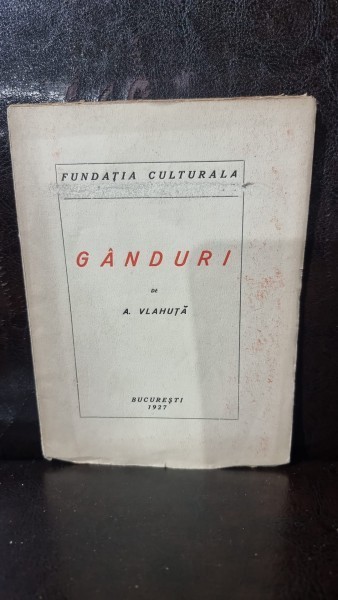 FUNDAȚIA CULTURALA
GÂNDURI
DE
A. VLAHUȚĂ
BUCUREȘTI
1927